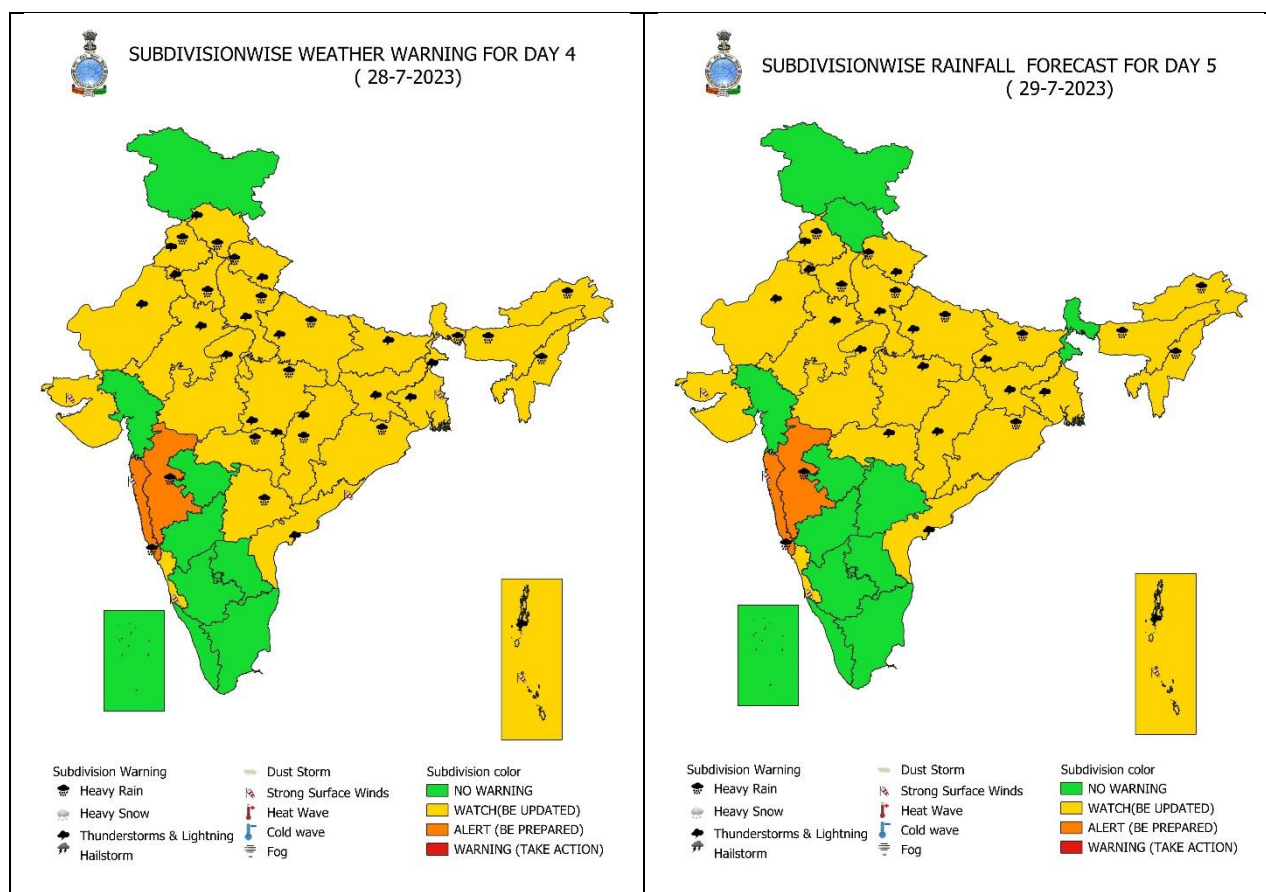 SUBDIVISIONWISE WEATHER WARNING FOR DAY 4
( 28-7-2023)
Subdivision Warning
Heavy Rain
Heavy Snow
Thunderstorms & Lightning
Hailstorm
Dust Storm
Strong Surface Winds
Heat Wave
Cold wave
Fog
Subdivision color
NO WARNING
WATCH(BE UPDATED)
ALERT (BE PREPARED)
WARNING (TAKE ACTION)
SUBDIVISIONWISE RAINFALL FORECAST FOR DAY 5
( 29-7-2023)
Subdivision Warning
Heavy Rain
Heavy Snow
Thunderstorms & Lightning
Hailstorm
Dust Storm
Strong Surface Winds
Heat Wave
Cold wave
Fog
Subdivision color
NO WARNING
WATCH(BE UPDATED)
ALERT (BE PREPARED)
WARNING (TAKE ACTION)